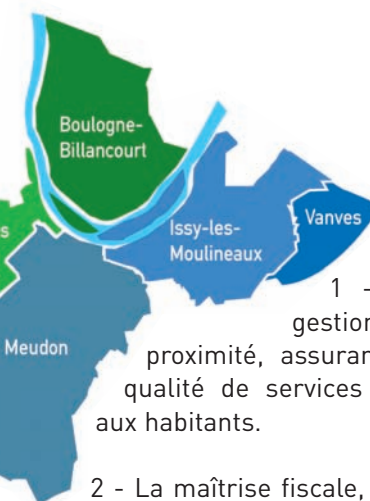 Boulogne-
Billancourt
Issy-les-
Moulineaux
Vanves
Meudon
1 -
gestion
proximité, assuran
qualité de services
aux habitants.
2 - La maîtrise fiscale,